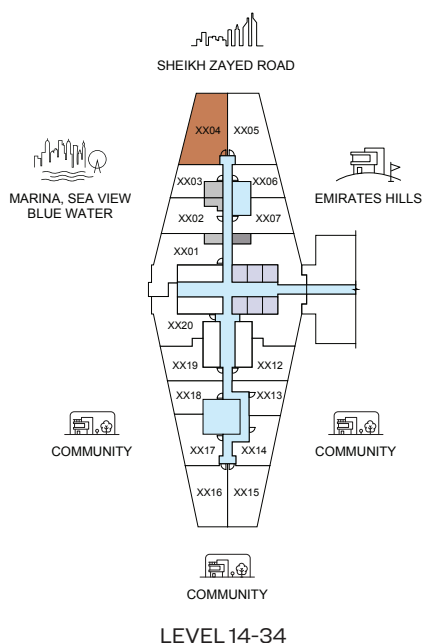 SHEIKH ZAYED ROAD
XX04
XX05
MARINA, SEA VIEW
BLUE WATER
XX03
XX06
EMIRATES HILLS
XX02
XX07
XX01
XX20
XX19
XX12
XX18
XX13
COMMUNITY
XX17
XX14
COMMUNITY
XX16
XX15
COMMUNITY
LEVEL 14-34